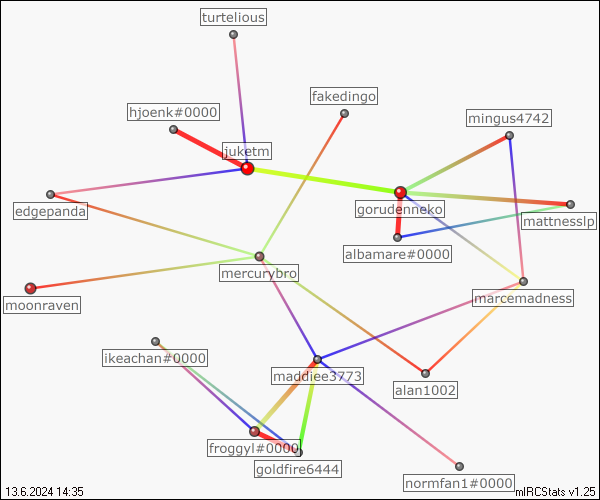 turtelious
fakedingo
hjoenk#0000
mingus4742
juketm
edgepanda
gorudenneko
mattnesslp
albamare#0000
mercurybro
moonraven
marcemadness
ikeachan#0000
maddiee3773
alan1002
froggyl#0000
goldfire6444
normfan1#0000
13.6.2024 14:35
mIRCStats v1.25